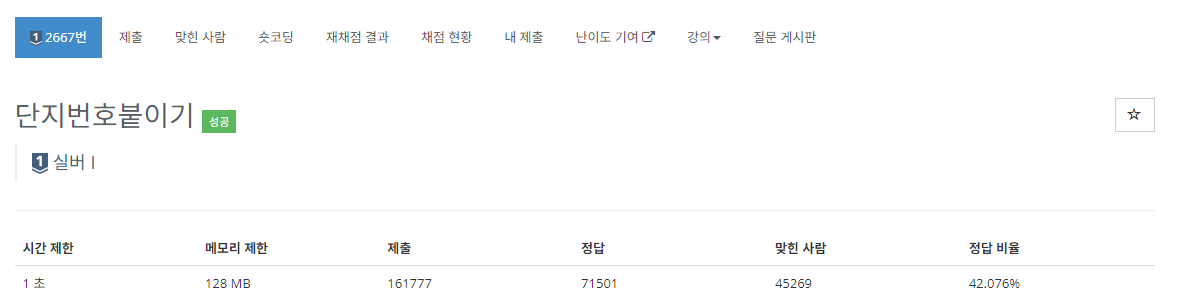 1 2667번 제출 맞힌 사람 숏코딩 재채점 결과 채점 현황 내 제출 난이도 기여 강의 질문 게시판
단지번호붙이기 성공
1 실버 I
시간 제한 메모리 제한 제출 정답 맞힌 사람 정답 비율
1 초 128 MB 161777 71501 45269 42.076%